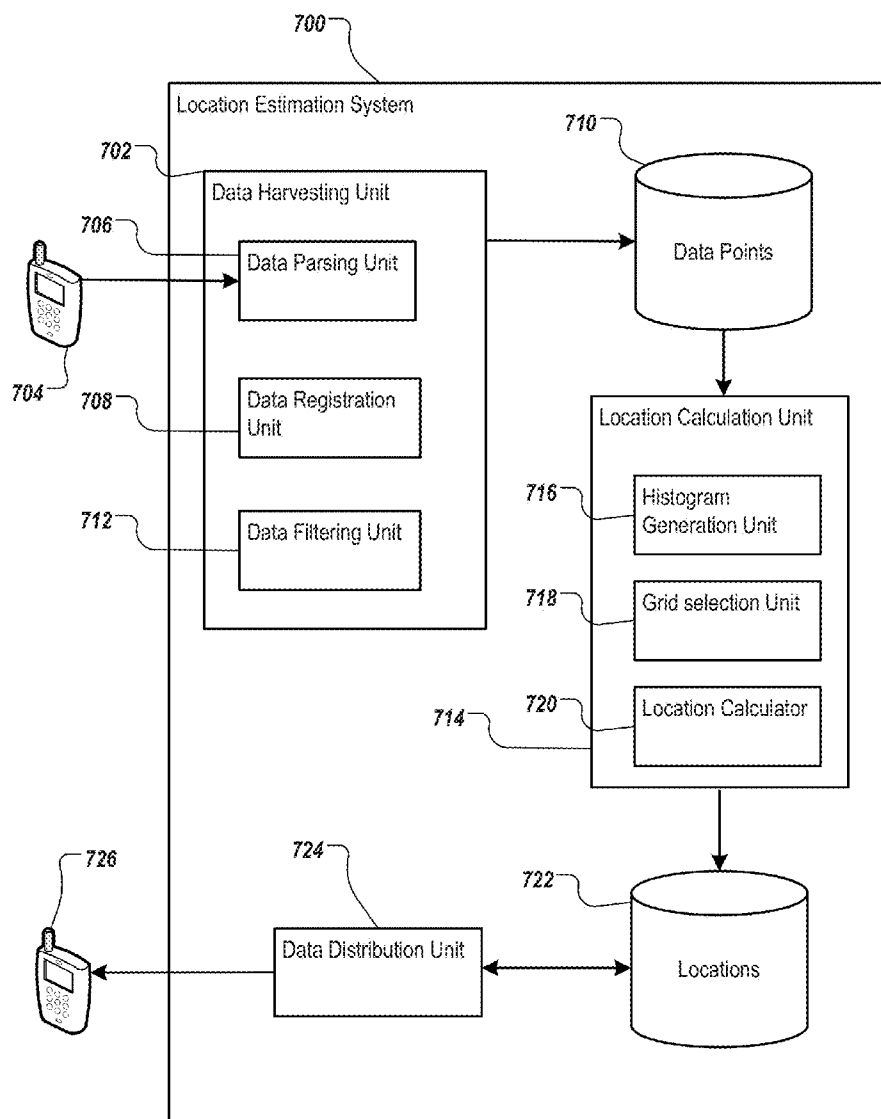 700
Location Estimation System
702
710
Data Harvesting Unit
706
Data Parsing Unit
Data Points
704
708
Data Registration
Unit
Location Calculation Unit
716
Histogram
Generation Unit
712
Data Filtering Unit
718
Grid selection Unit
720
Location Calculator
714
724
726
722
Data Distribution Unit
Locations